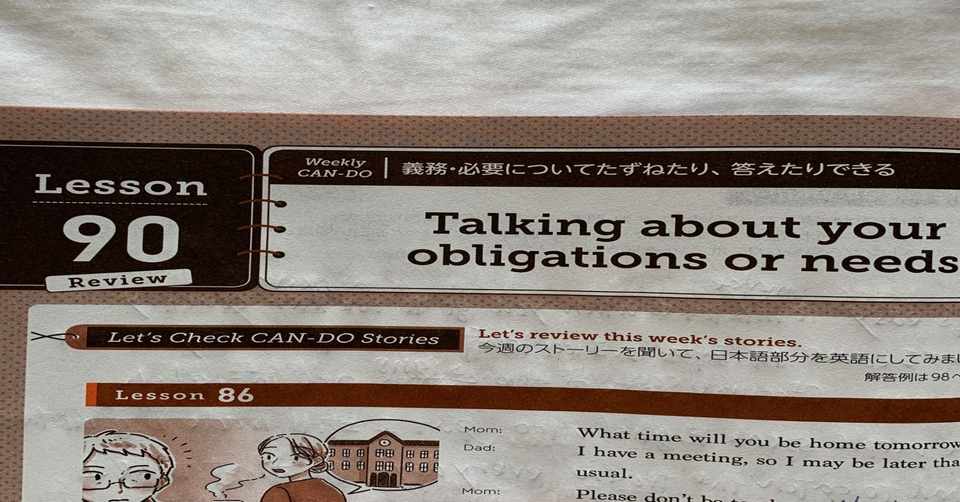 Lesson
90
Review
Weekly
CAN-DO
義務・必要についてたずねたり、答えたりできる
Talking about your
obligations or needs
Let's Check CAN-DO Stories
Let's review this week's stories.
今週のストーリーを聞いて、日本語部分を英語にしてみま
解答例は98
Lesson 86
Mom:
What time will you be home
Dad:
I have a meeting, so I may be later
usual.
Mom:
Please don't be